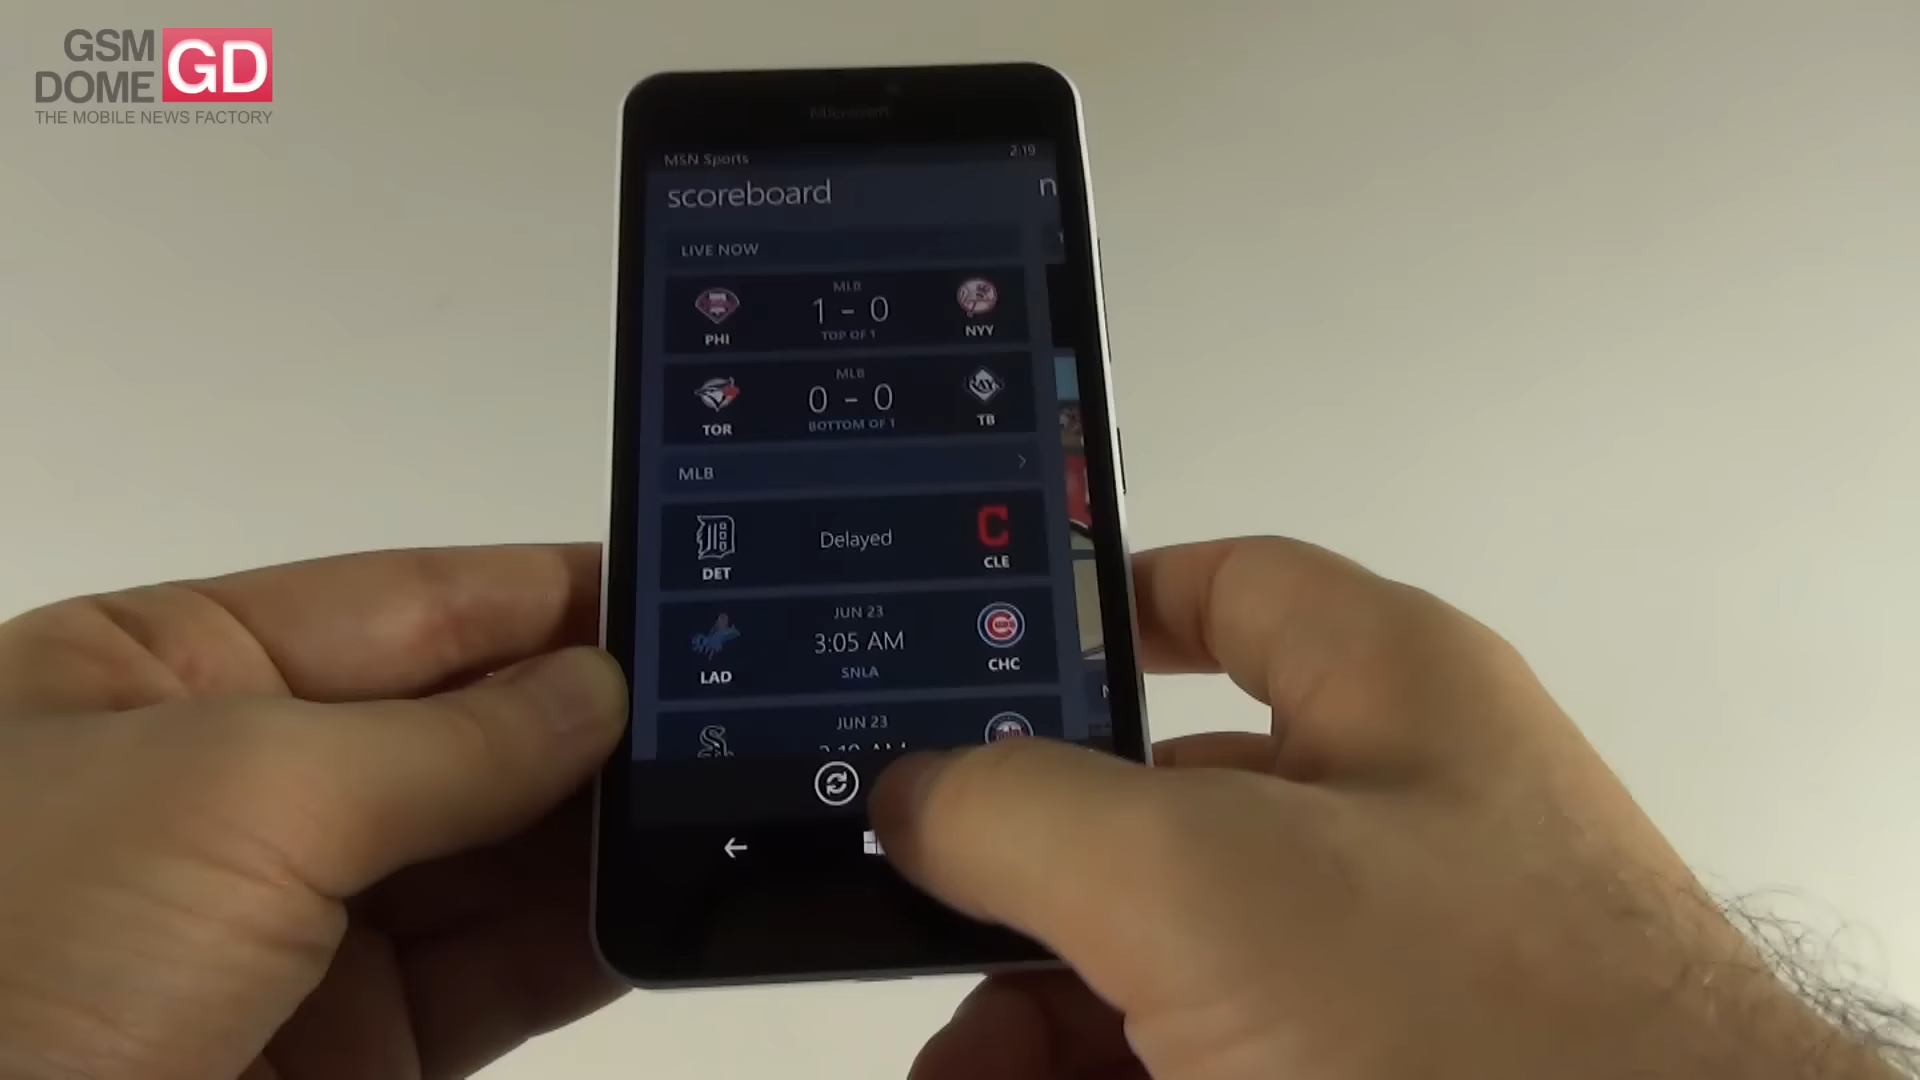 GSM
DOME GD
THE MOBILE NEWS FACTORY
Microsoft
MSN Sports 2:19
scoreboard n
LIVE NOW
MLB
1 - 0
TOP OF 1
PHI NYY
MLB
0 - 0
BOTTOM OF 1
TOR TB
MLB
Delayed
DET CLE
JUN 23
3:05 AM
SNLA
LAD CHC
JUN 23